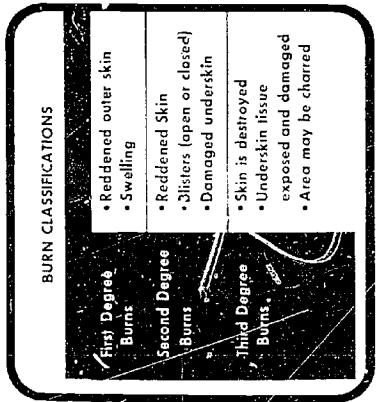 BURN CLASSIFICATIONS
First Degree
Burns
• Reddened outer skin
• Swelling
Second Degree
Burns
• Reddened Skin
• 3listers (open or closed)
• Damaged underskin
Third Degree
Burns
• Skin is destroyed
• Underskin tissue
exposed and damaged
• Area may be charred